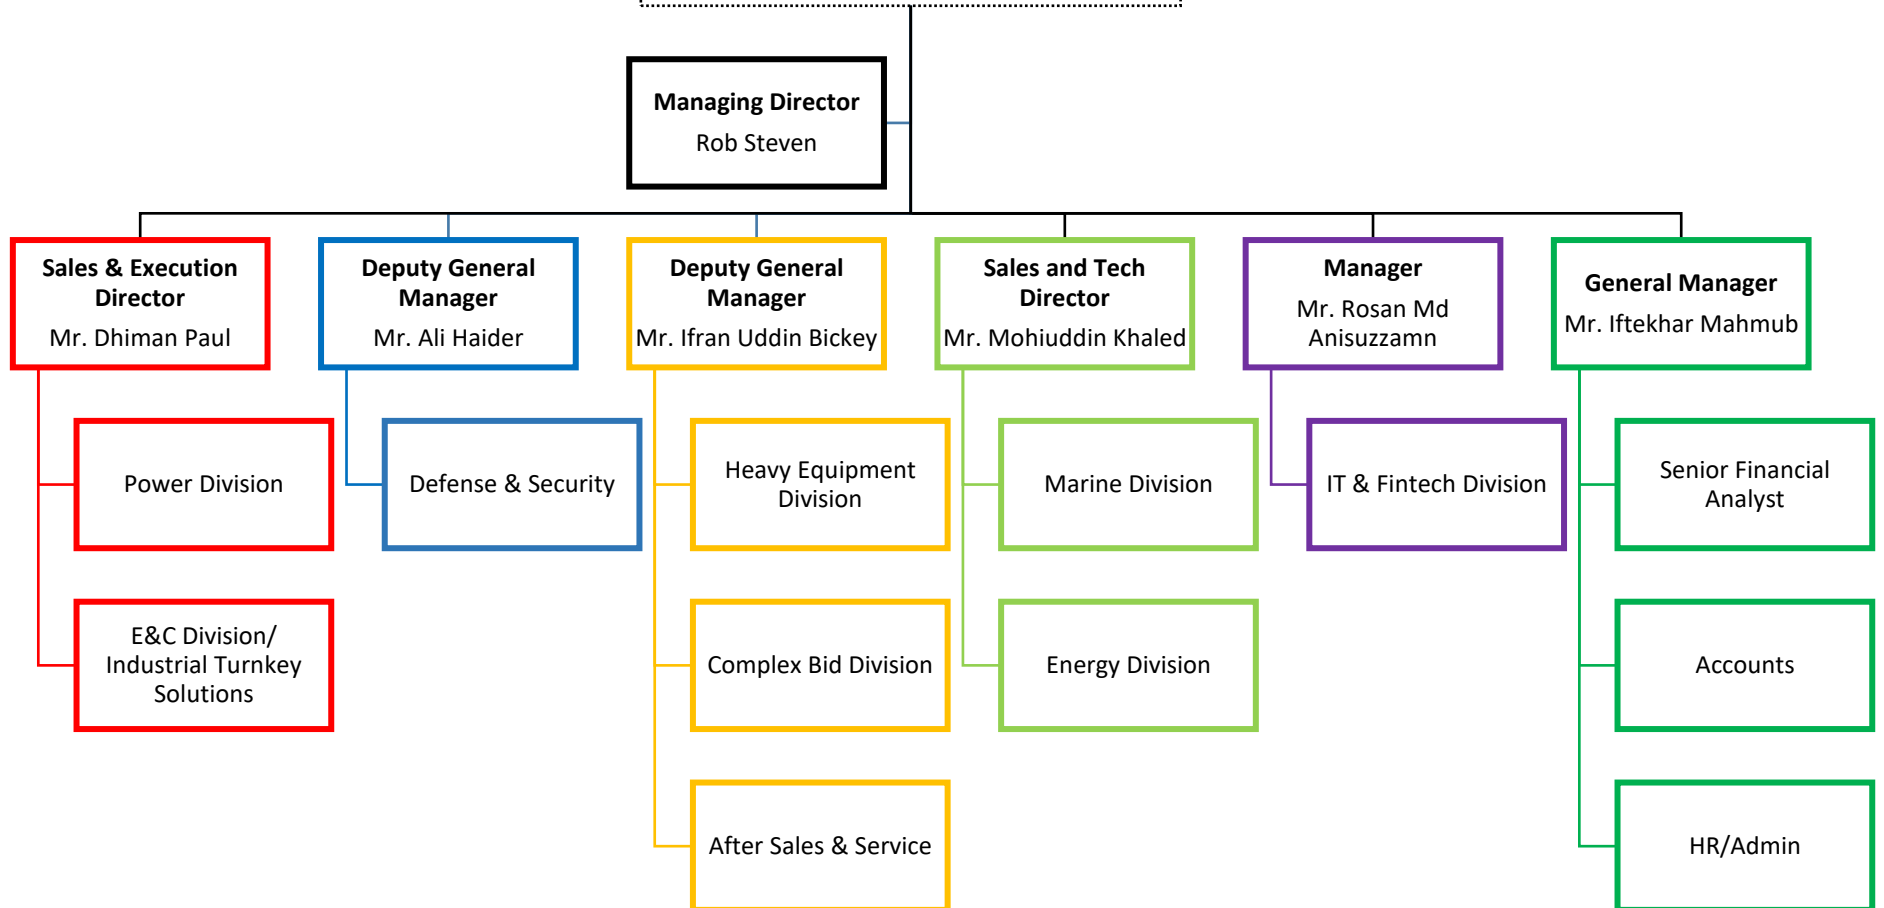 Managing Director
Rob Steven
Sales & Execution
Director
Mr. Dhiman Paul
Deputy General
Manager
Mr. Ali Haider
Deputy General
Manager
Mr. Ifran Uddin Bickey
Sales and Tech
Director
Mr. Mohiuddin Khaled
Manager
Mr. Rosan Md
Anisuzzamn
General Manager
Mr. Iftekhar Mahmub
Power Division
Defense & Security
Heavy Equipment
Division
Marine Division
IT & Fintech Division
Senior Financial
Analyst
E&C Division/
Industrial Turnkey
Solutions
Complex Bid Division
Energy Division
Accounts
After Sales & Service
HR/Admin